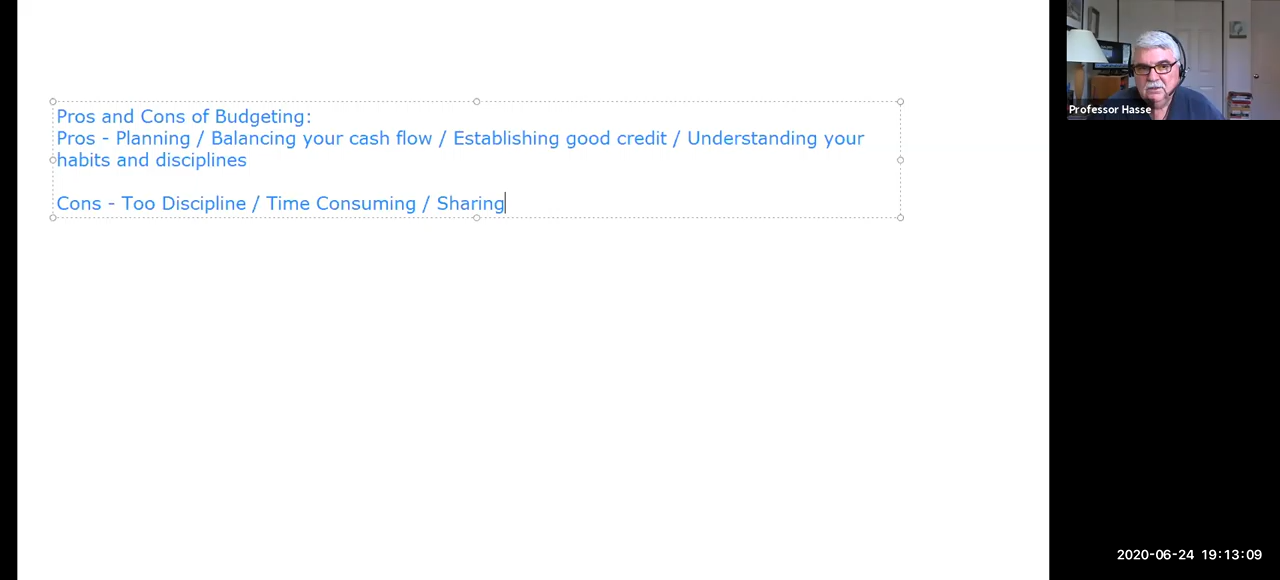 Pros and Cons of Budgeting:
Pros - Planning / Balancing your cash flow / Establishing good credit / Understanding your
habits and disciplines
Cons - Too Discipline / Time Consuming / Sharing
Professor Hasse
2020-06-24 19:13:09